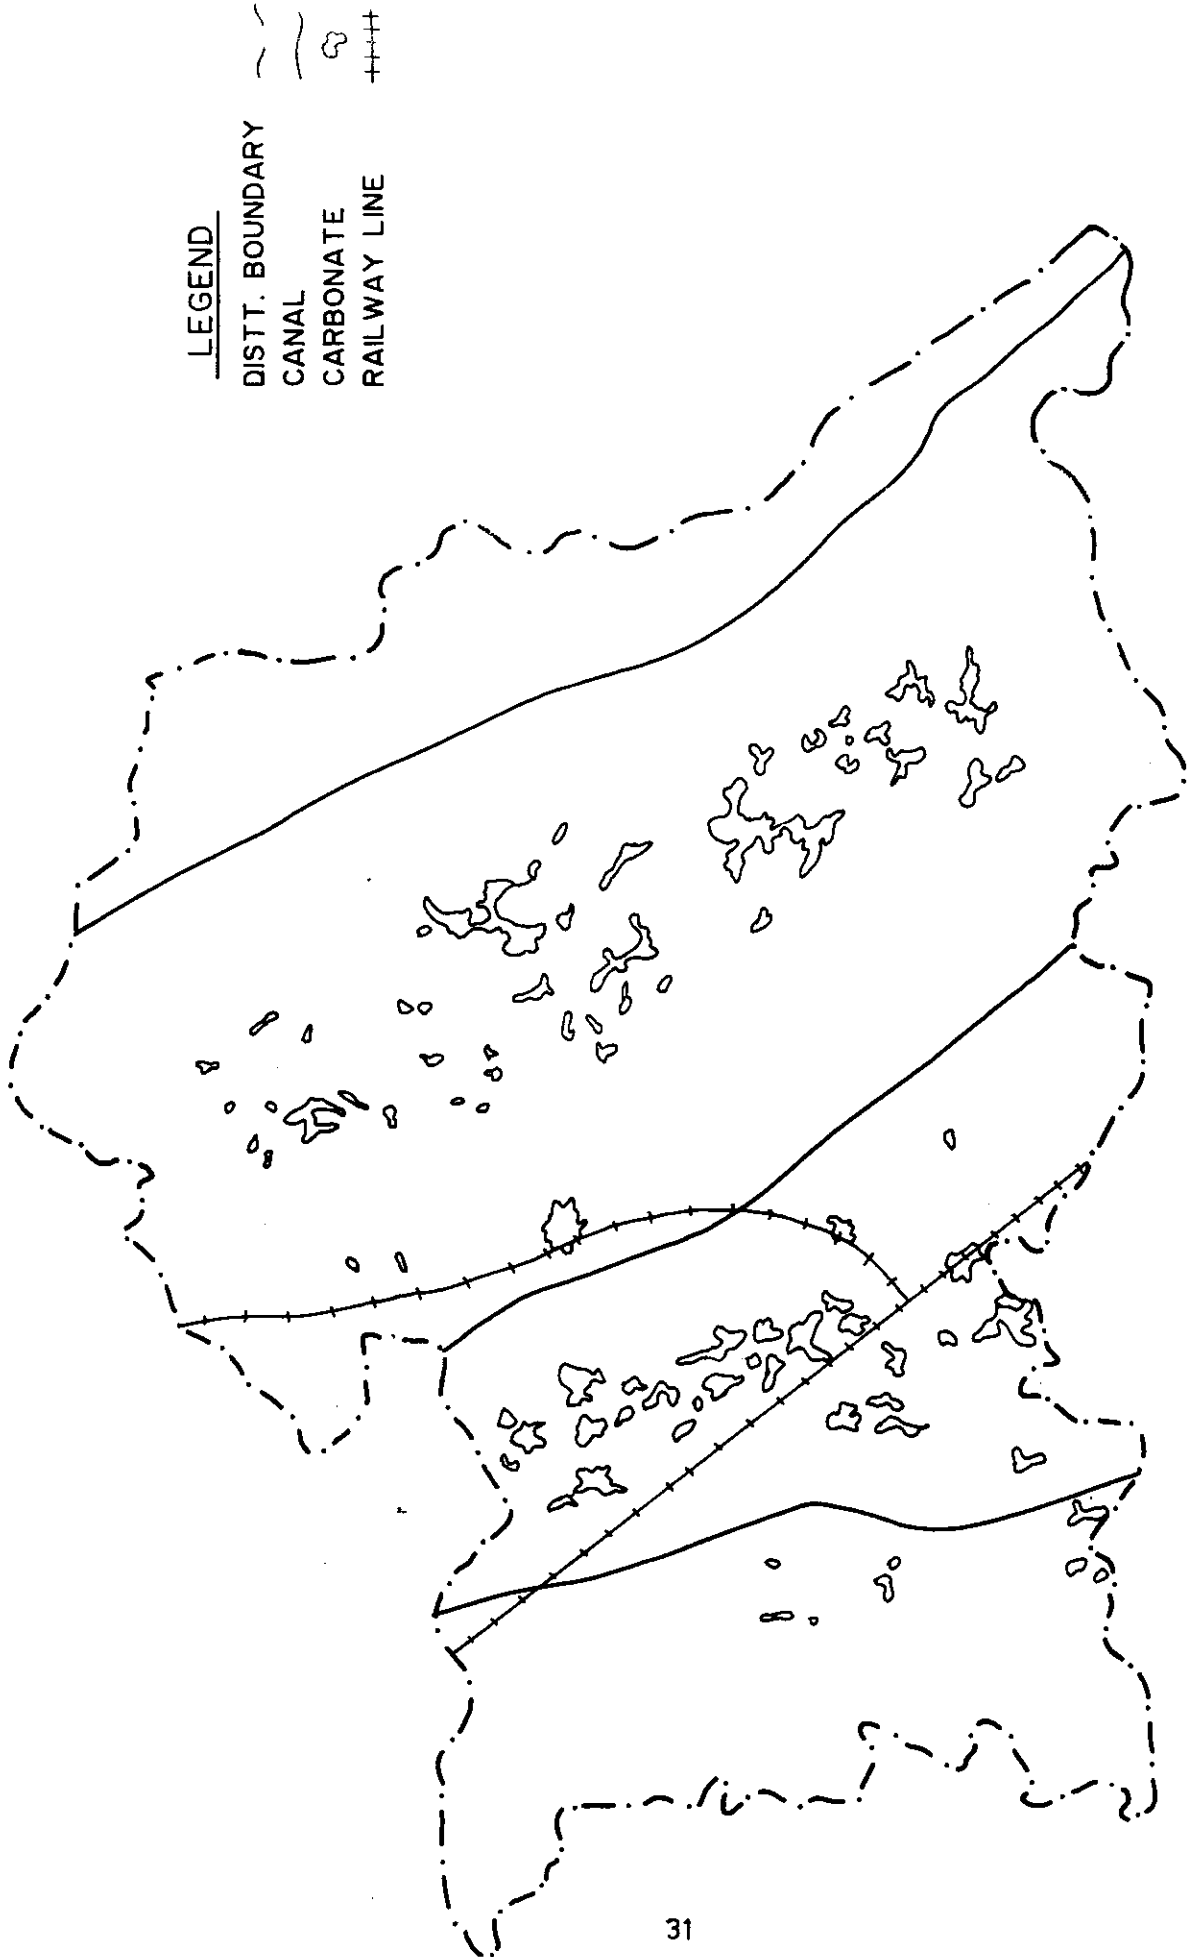 LEGEND
DISTT. BOUNDARY
CANAL
CARBONATE
RAILWAY LINE
31